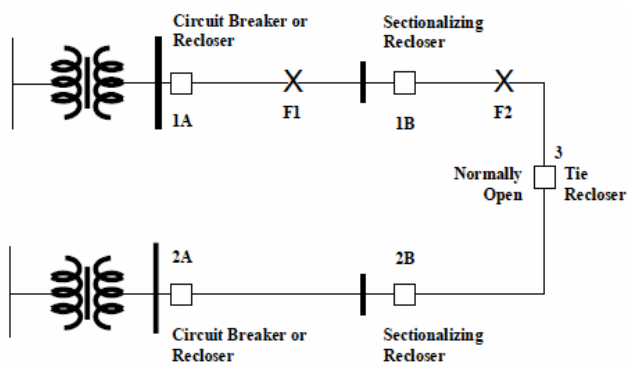 Circuit Breaker or
Recloser
Sectionalizing
Recloser
1A
F1
1B
F2
3
Normally
Open
Tie
Recloser
2A
2B
Circuit Breaker or
Recloser
Sectionalizing
Recloser